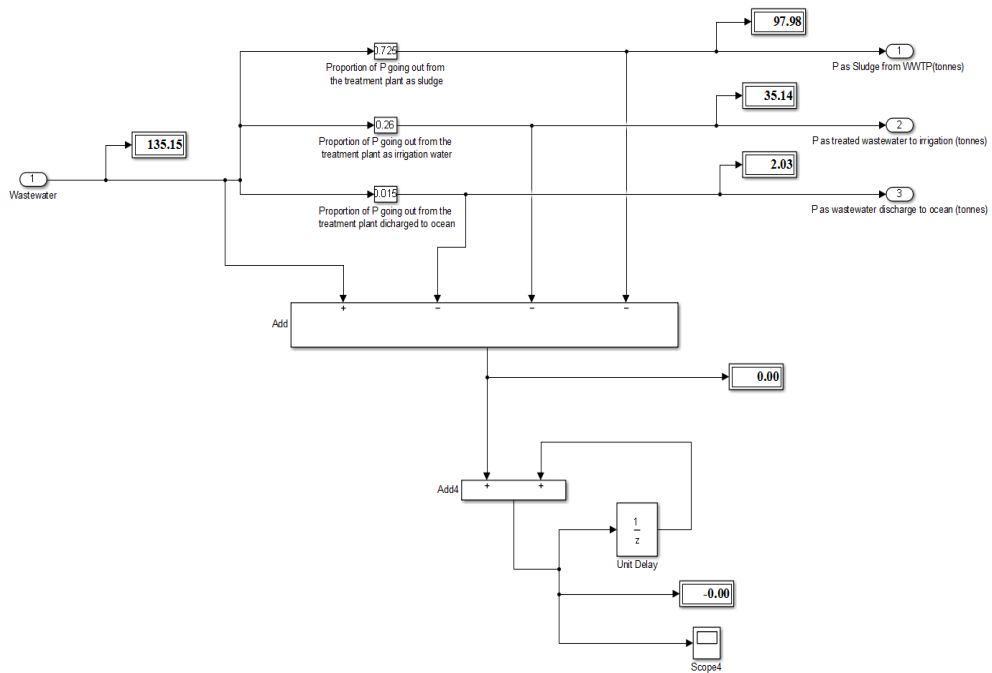 97.98
0.725
1
Proportion of P going out from
the treatment plant as sludge
P as Sludge from WWTP(tonnes)
35.14
0.26
2
Proportion of P going out from the
treatment plant as irrigation water
P as treated wastewater to irrigation (tonnes)
135.15
2.03
1
Wastewater
0.015
3
Proportion of P going out from the
treatment plant dicharged to ocean
P as wastewater discharge to ocean (tonnes)
+ − − −
Add
0.00
+ +
Add4
1
z
Unit Delay
-0.00
Scope4